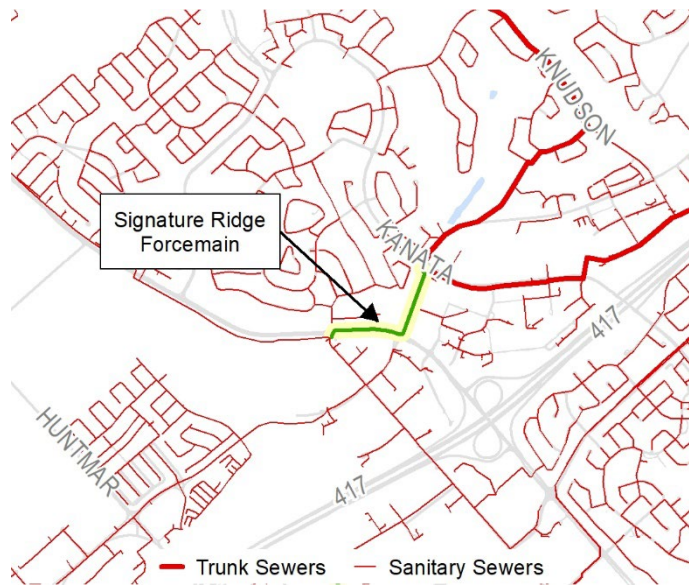 KNUDSON
Signature Ridge
Forcemain
KANATA
417
HUNTMAR
417
Trunk Sewers
Sanitary Sewers